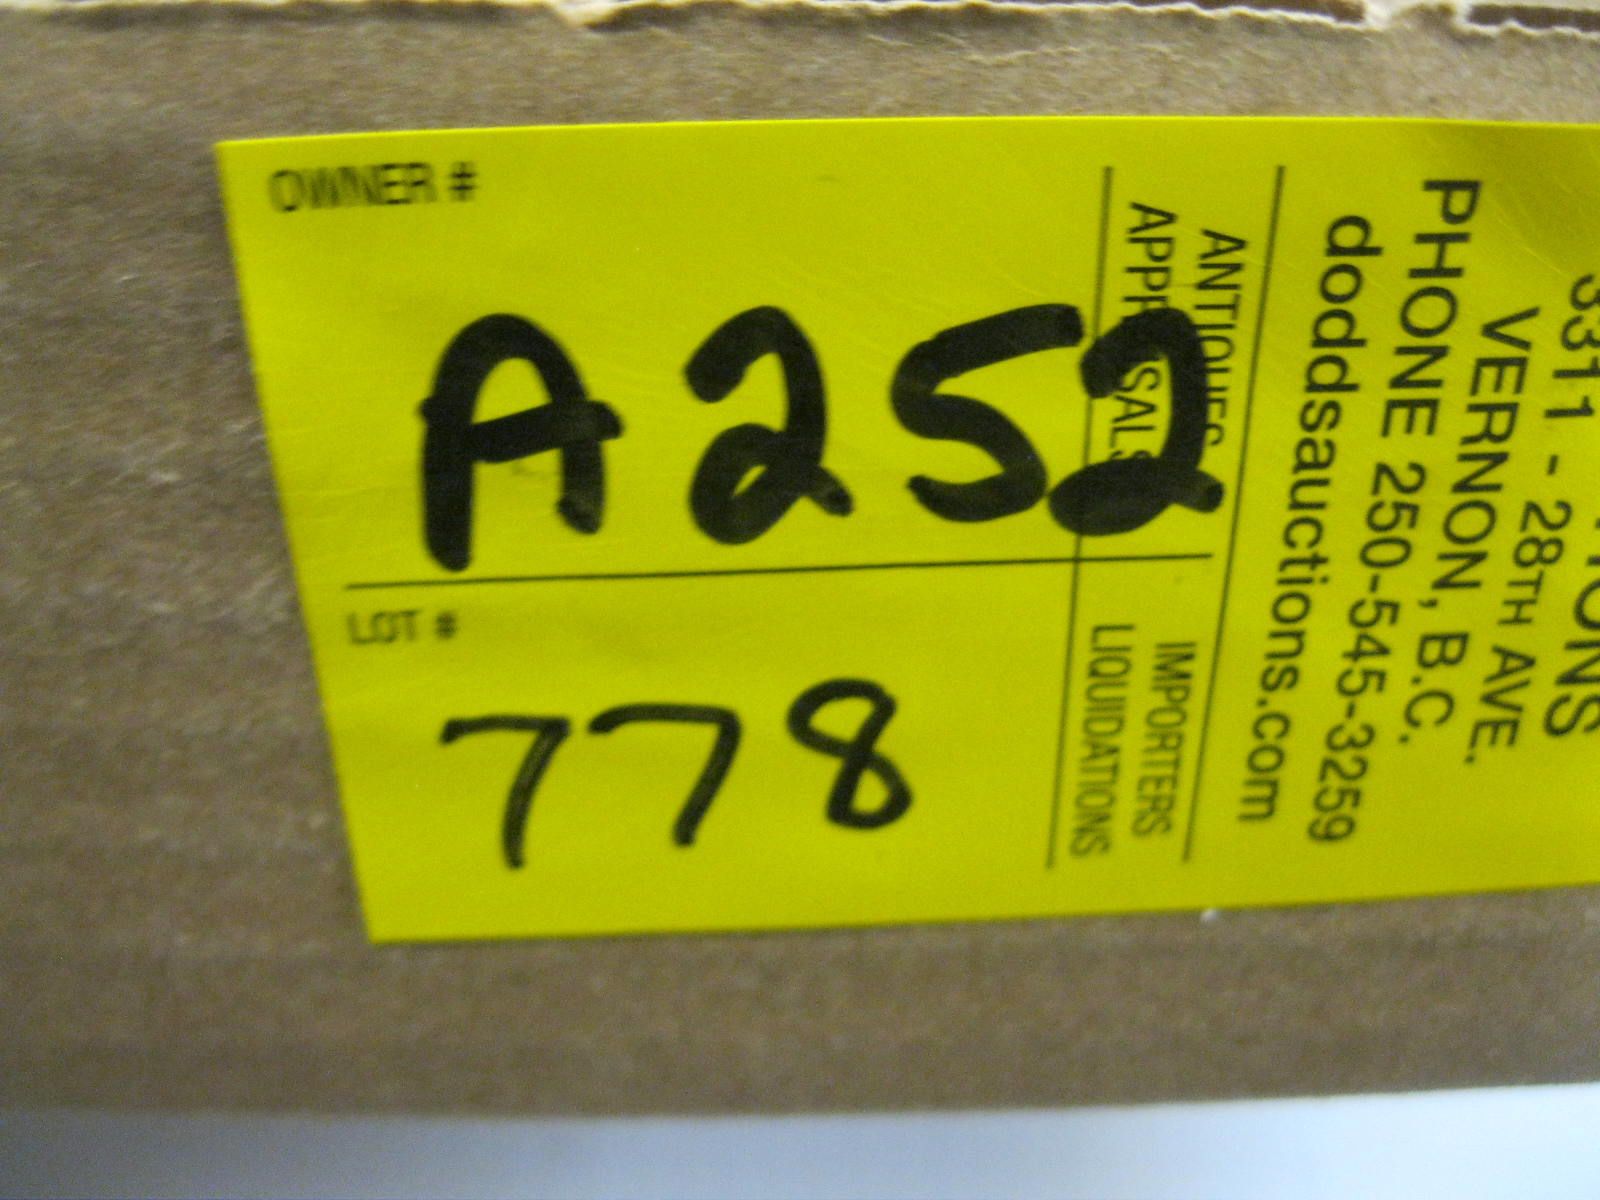 OWNER #
A252
LOT #
778
3311 - 28TH AVE.
VERNON, B.C.
PHONE 250-545-3259
doddsauctions.com
ANTIQUES IMPORTERS
APPRAISALS LIQUIDATIONS